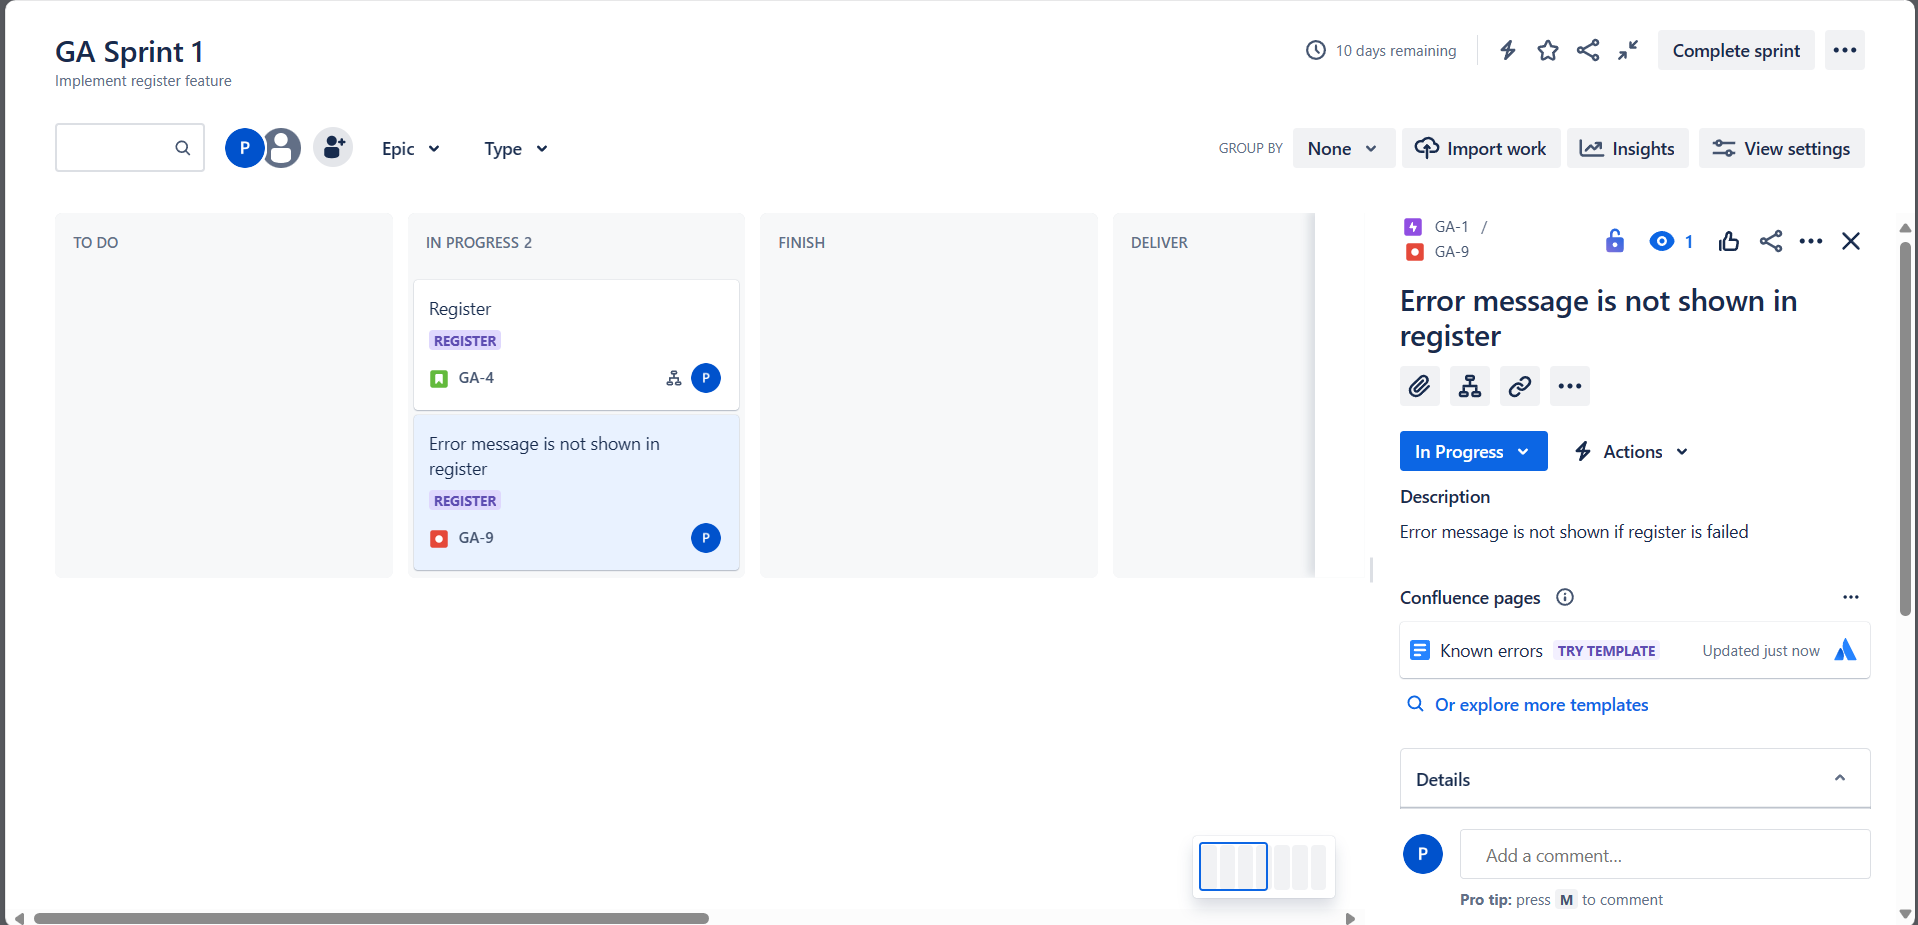 GA Sprint 1
Implement register feature
10 days remaining
Complete sprint
P
Epic
Type
GROUP BY
None
Import work
Insights
View settings
TO DO
IN PROGRESS 2
Register
REGISTER
GA-4
P
Error message is not shown in
register
REGISTER
GA-9
P
FINISH
DELIVER
GA-1 /
GA-9
1
Error message is not shown in
register
In Progress
Actions
Description
Error message is not shown if register is failed
Confluence pages
Known errors TRY TEMPLATE Updated just now
Or explore more templates
Details
P
Add a comment...
Pro tip: press M to comment